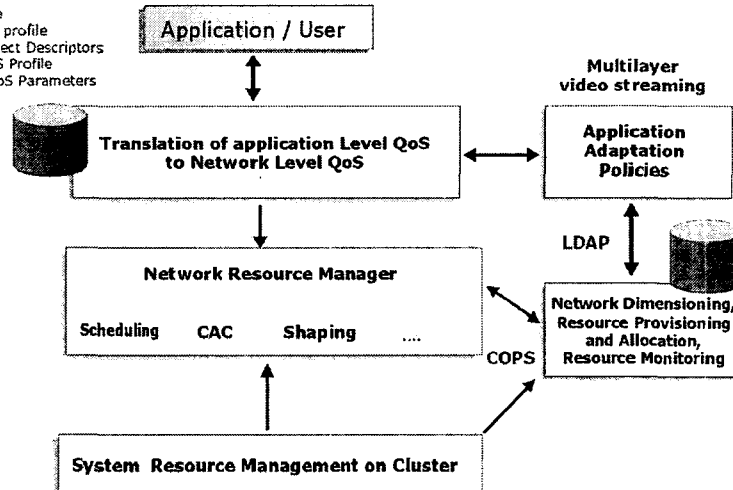 profile
ect Descriptors
S Profile
oS Parameters
Application / User
Multilayer
video streaming
Translation of application Level QoS
to Network Level QoS
Application
Adaptation
Policies
LDAP
Network Resource Manager
Scheduling CAC Shaping ....
Network Dimensioning,
Resource Provisioning
and Allocation,
Resource Monitoring
COPS
System Resource Management on Cluster